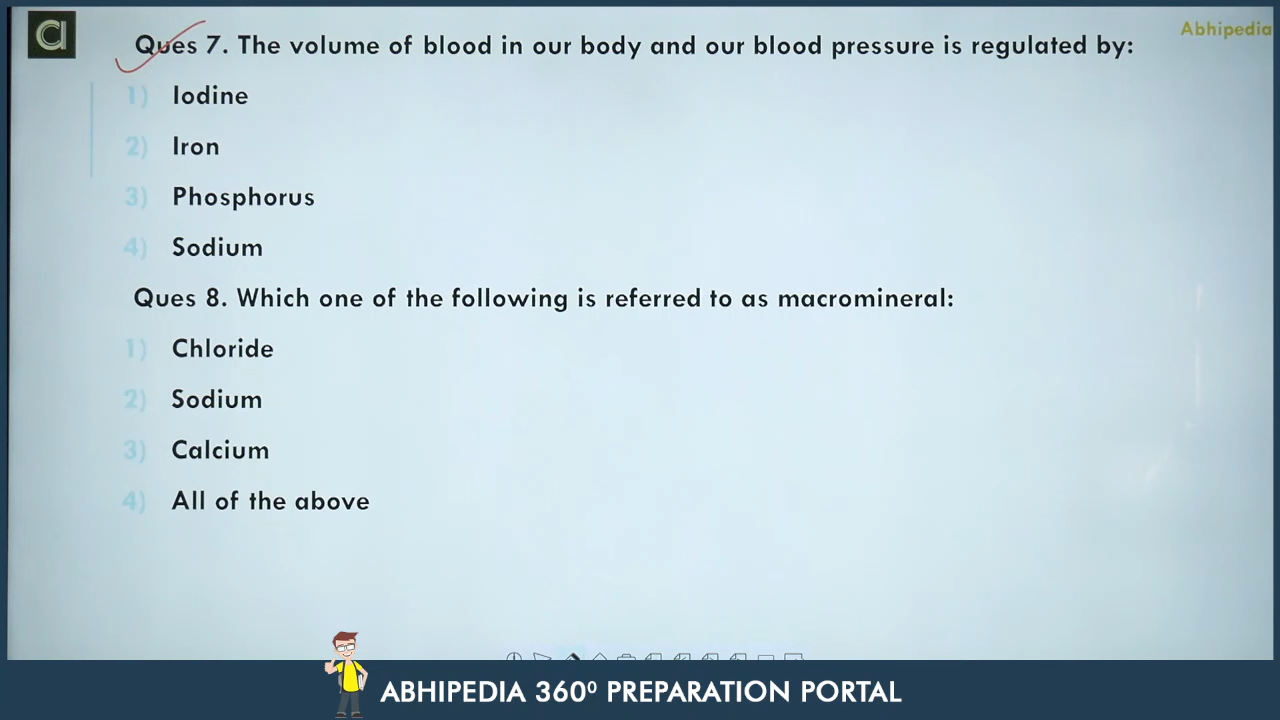 a
Abhipedia
Ques 7. The volume of blood in our body and our blood pressure is regulated by:
1) Iodine
2) Iron
3) Phosphorus
4) Sodium
Ques 8. Which one of the following is referred to as macromineral:
1) Chloride
2) Sodium
3) Calcium
4) All of the above
ABHIPEDIA 360⁰ PREPARATION PORTAL